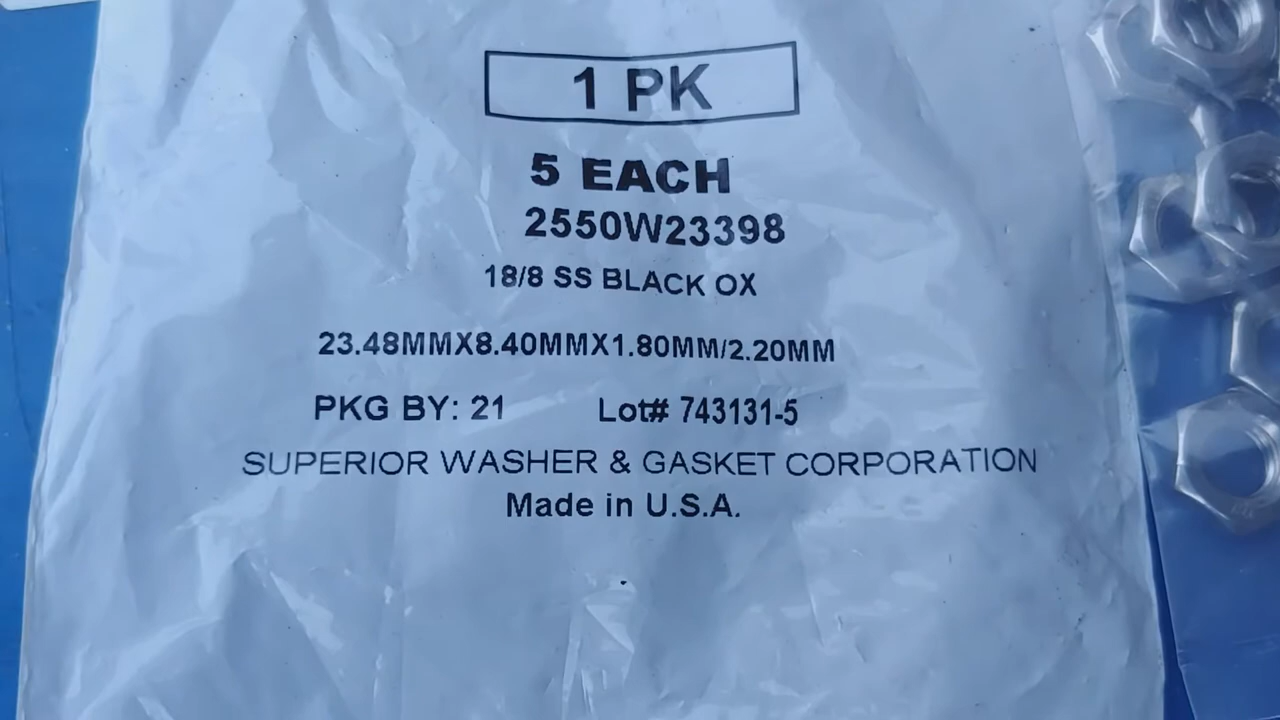 1 PK
5 EACH
2550W23398
18/8 SS BLACK OX
23.48MMX8.40MMX1.80MM/2.20MM
PKG BY: 21 Lot# 743131-5
SUPERIOR WASHER & GASKET CORPORATION
Made in U.S.A.